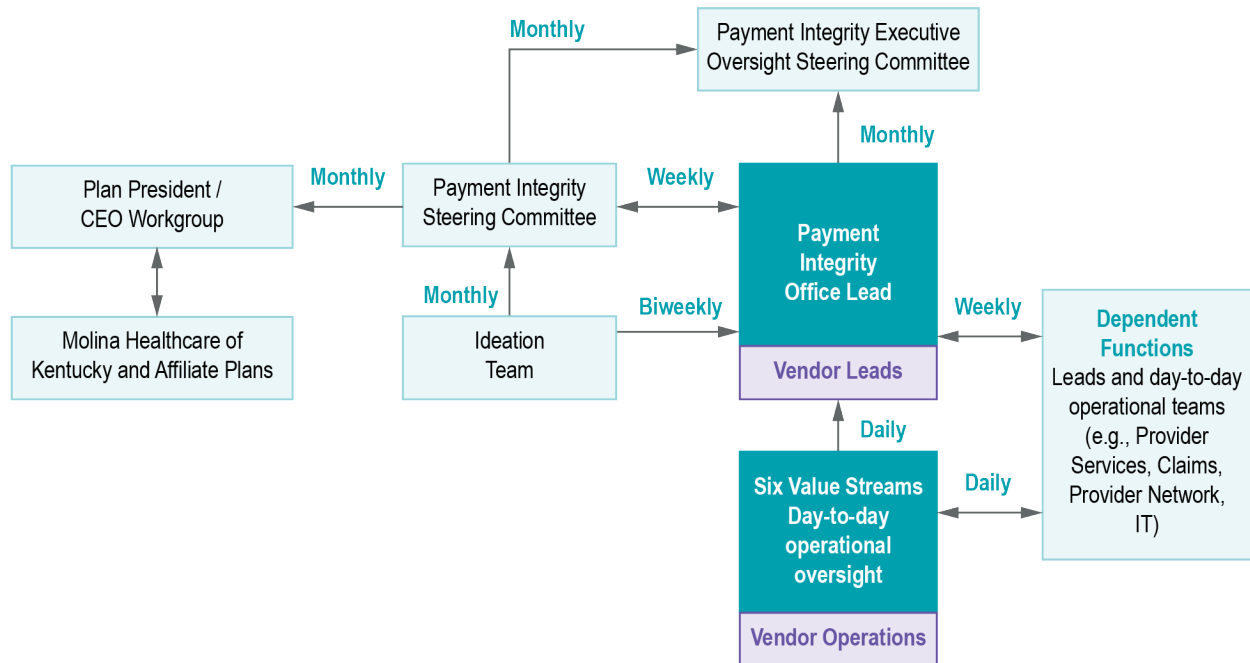 Monthly
Payment Integrity Executive
Oversight Steering Committee
Monthly
Plan President /
CEO Workgroup
Monthly
Payment Integrity
Steering Committee
Weekly
Payment
Integrity
Office Lead
Monthly
Biweekly
Molina Healthcare of
Kentucky and Affiliate Plans
Ideation
Team
Vendor Leads
Weekly
Dependent
Functions
Leads and day-to-day
operational teams
(e.g., Provider
Services, Claims,
Provider Network,
IT)
Daily
Six Value Streams
Day-to-day
operational
oversight
Daily
Vendor Operations